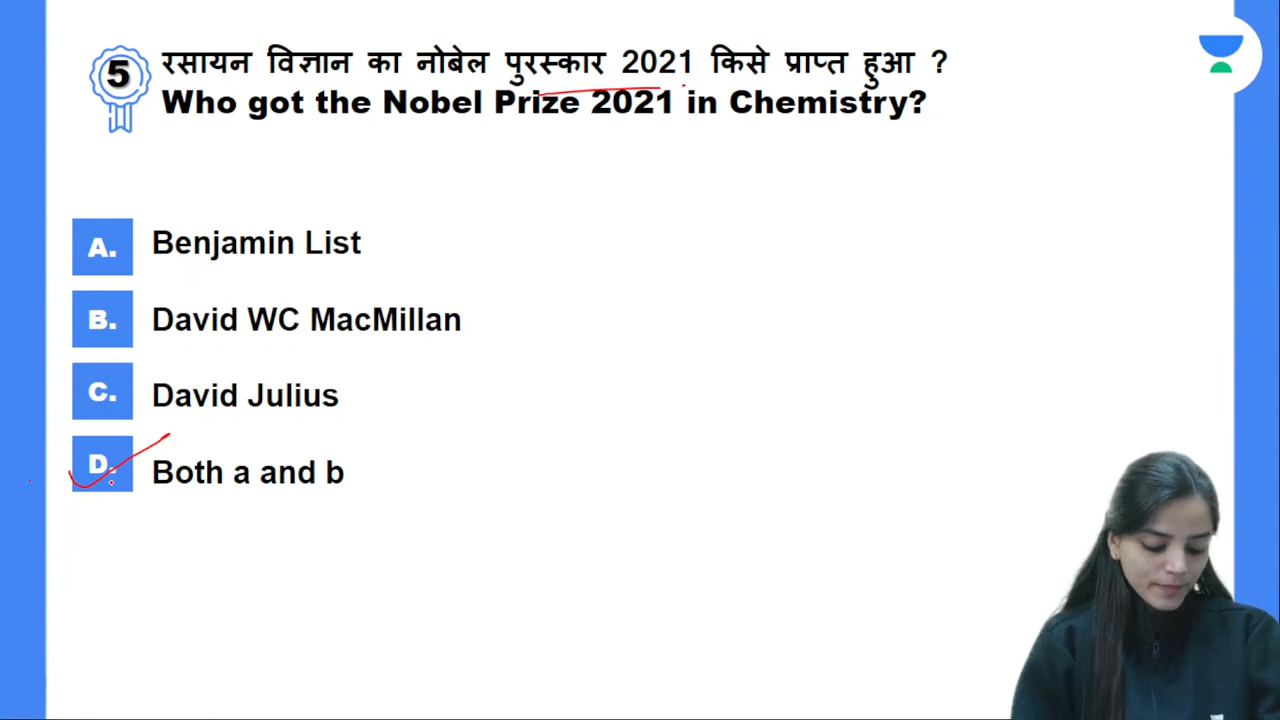 5
रसायन विज्ञान का नोबेल पुरस्कार 2021 किसे प्राप्त हुआ ?
Who got the Nobel Prize 2021 in Chemistry?
A. Benjamin List
B. David WC MacMillan
C. David Julius
D. Both a and b